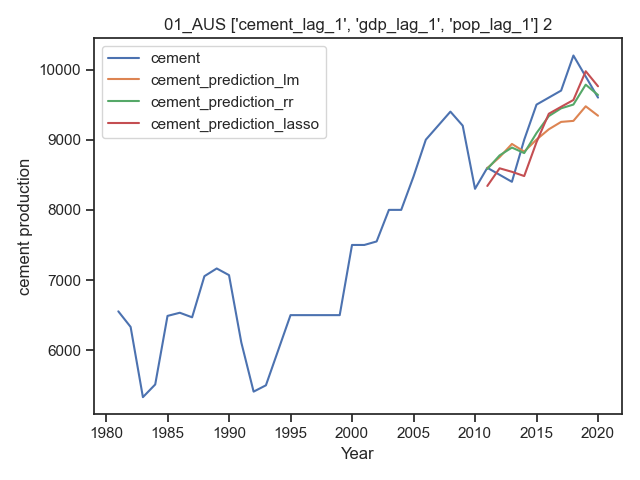 01_AUS ['cement_lag_1', 'gdp_lag_1', 'pop_lag_1'] 2
cement
cement_prediction_lm
cement_prediction_rr
cement_prediction_lasso
cement production
10000
9000
8000
7000
6000
1980 1985 1990 1995 2000 2005 2010 2015 2020
Year